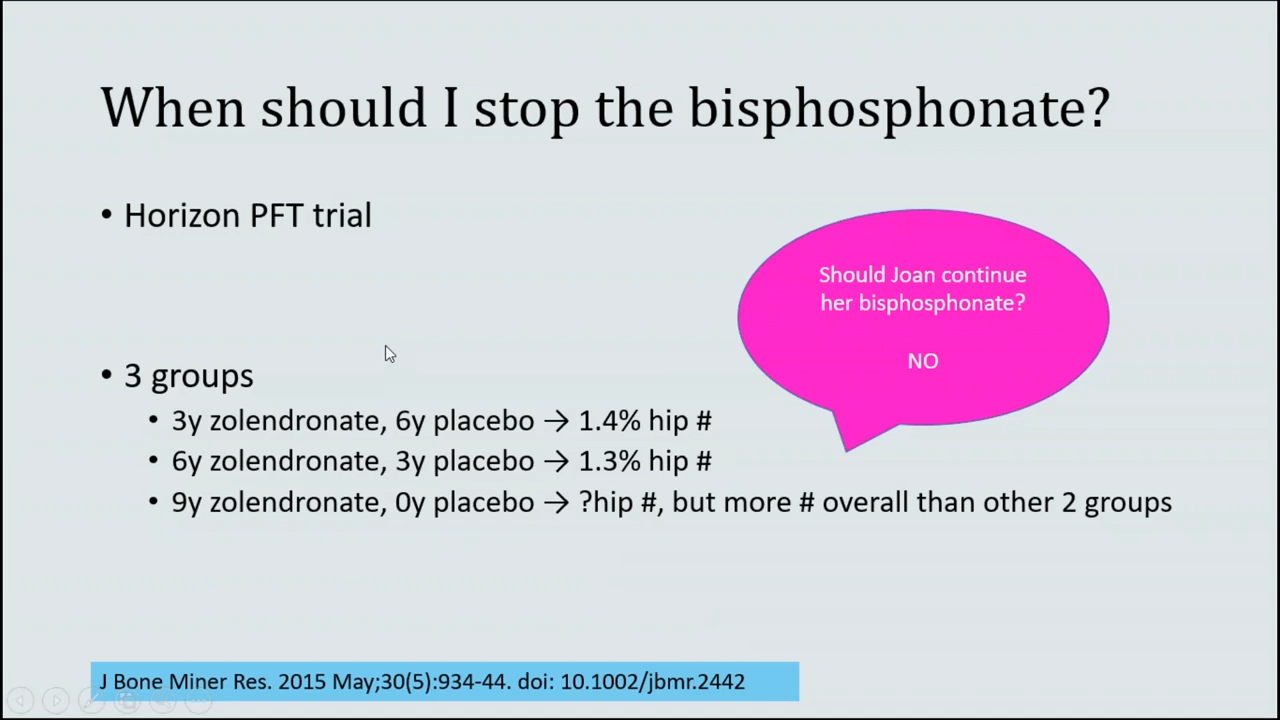 When should I stop the bisphosphonate?
• Horizon PFT trial
Should Joan continue
her bisphosphonate?
NO
• 3 groups
• 3y zolendronate, 6y placebo → 1.4% hip #
• 6y zolendronate, 3y placebo → 1.3% hip #
• 9y zolendronate, 0y placebo → ?hip #, but more # overall than other 2 groups
J Bone Miner Res. 2015 May;30(5):934-44. doi: 10.1002/jbmr.2442